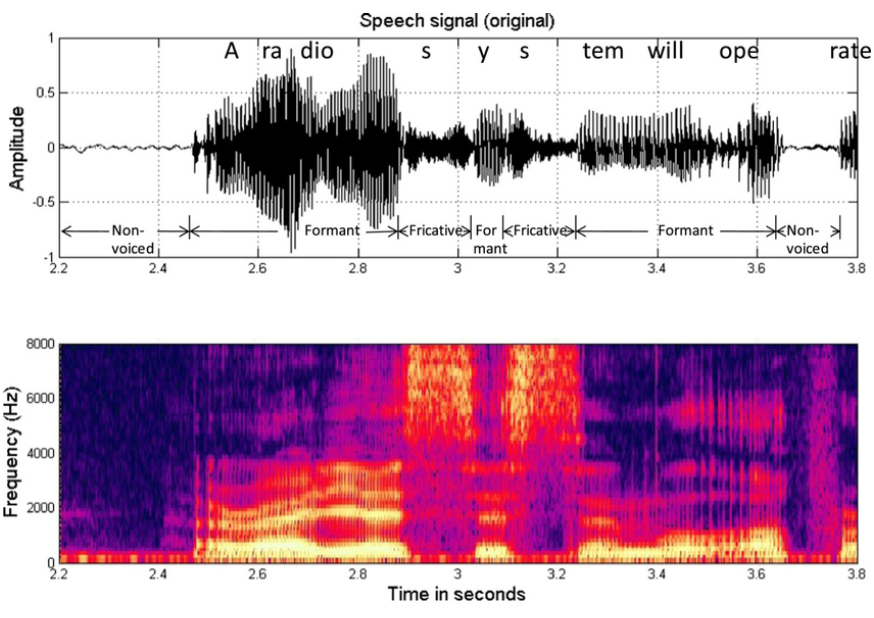 Speech signal (original)
1
A ra dio s y s tem will ope rate
0.5
Amplitude
0
-0.5
Non- Formant Fricative For Fricative Formant Non-
voiced mant voiced
-1
2.2 2.4 2.6 2.8 3 3.2 3.4 3.6 3.8
8000
6000
Frequency (Hz)
4000
2000
0
2.2 2.4 2.6 2.8 3 3.2 3.4 3.6 3.8
Time in seconds